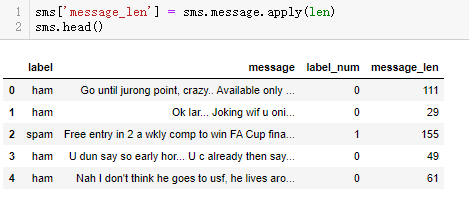 1 sms['message_len'] = sms.message.apply(len)
2 sms.head()
label message label_num message_len
0 ham Go until jurong point, crazy.. Available only ... 0 111
1 ham Ok lar... Joking wif u oni... 0 29
2 spam Free entry in 2 a wkly comp to win FA Cup fina... 1 155
3 ham U dun say so early hor... U c already then say... 0 49
4 ham Nah I don't think he goes to usf, he lives aro... 0 61